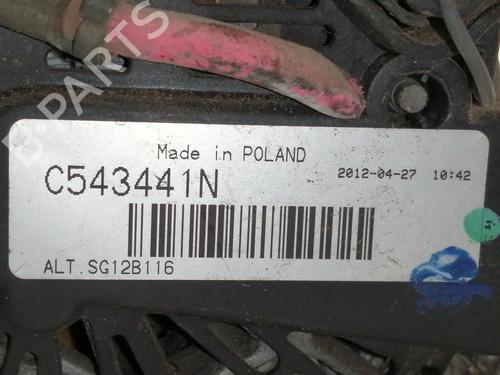 B-PARTS
Made in POLAND
C543441N
2012-04-27 10:42
ALT.SG12B116